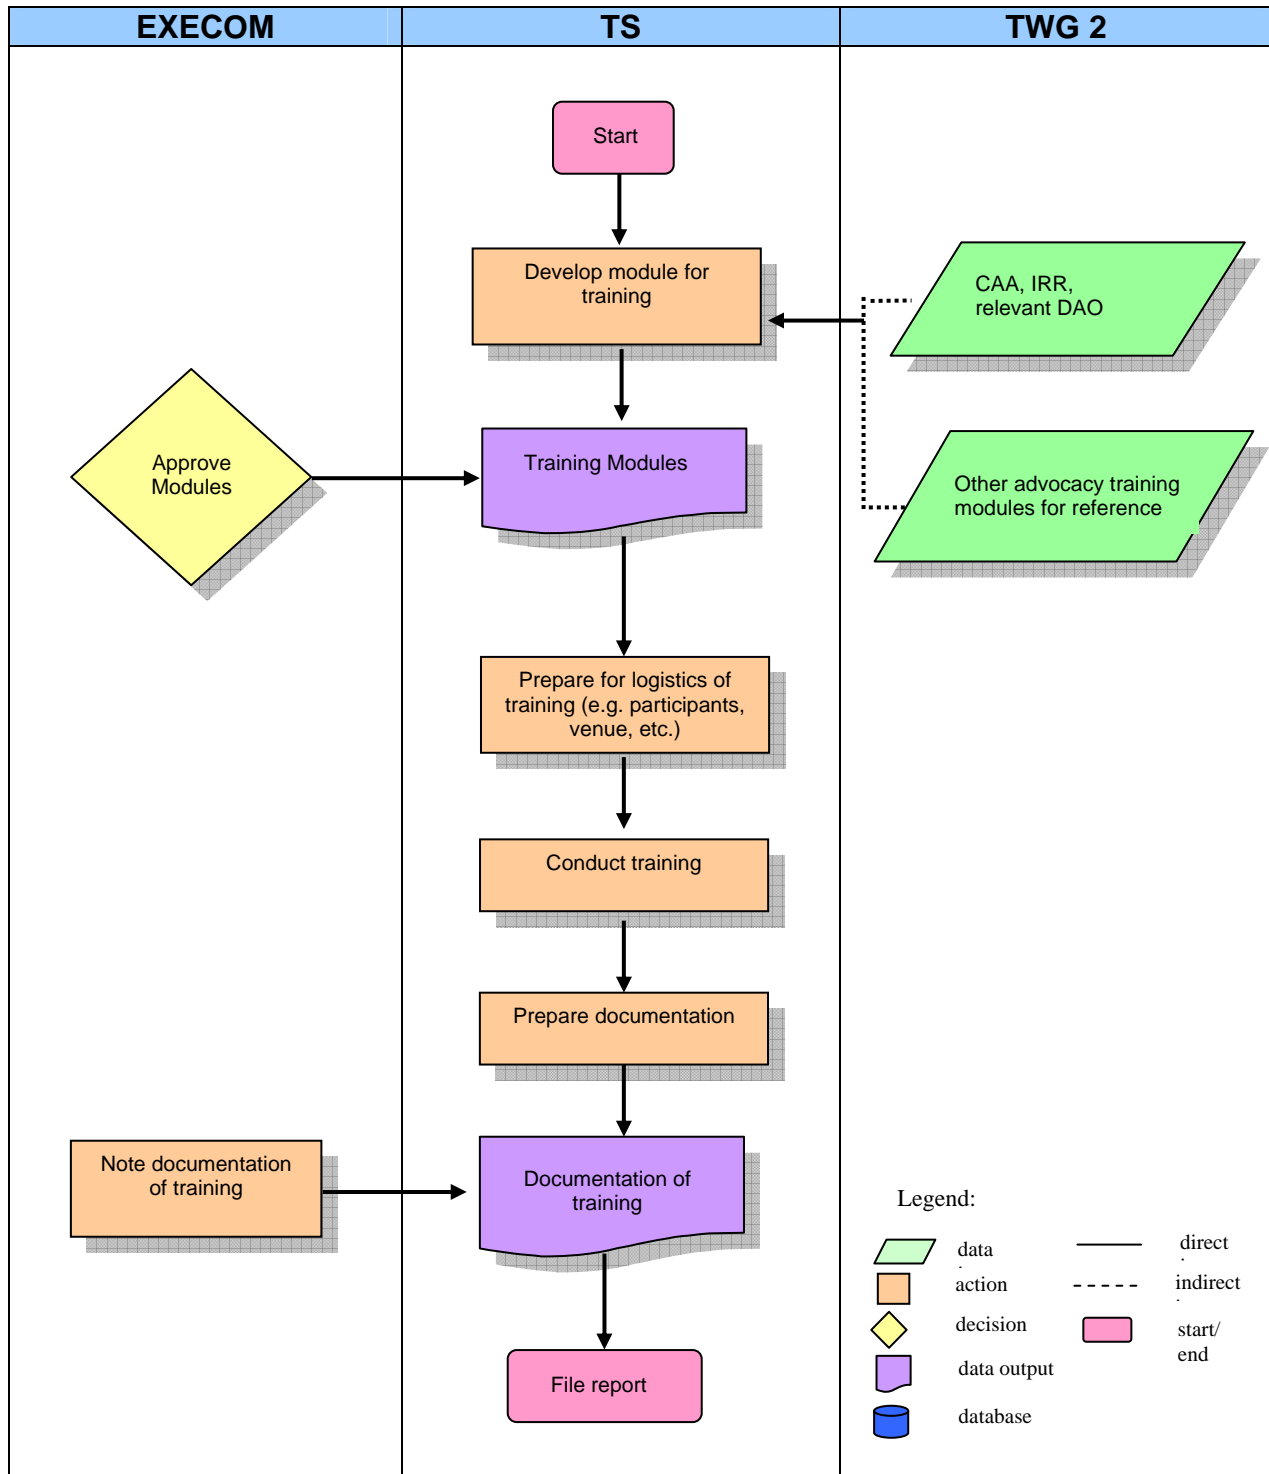 EXECOM
TS
TWG 2
Start
Develop module for
training
CAA, IRR,
relevant DAO
Approve
Modules
Training Modules
Other advocacy training
modules for reference
Prepare for logistics of
training (e.g. participants,
venue, etc.)
Conduct training
Prepare documentation
Note documentation
of training
Documentation of
training
File report
Legend:
data
direct
action
indirect
decision
start/
end
data output
database